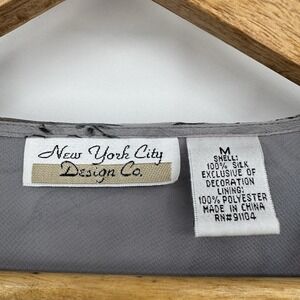 New York City
Design Co.
M
SHELL:
100% SILK
EXCLUSIVE OF
DECORATION
LINING:
100% POLYESTER
MADE IN CHINA
RN#91104